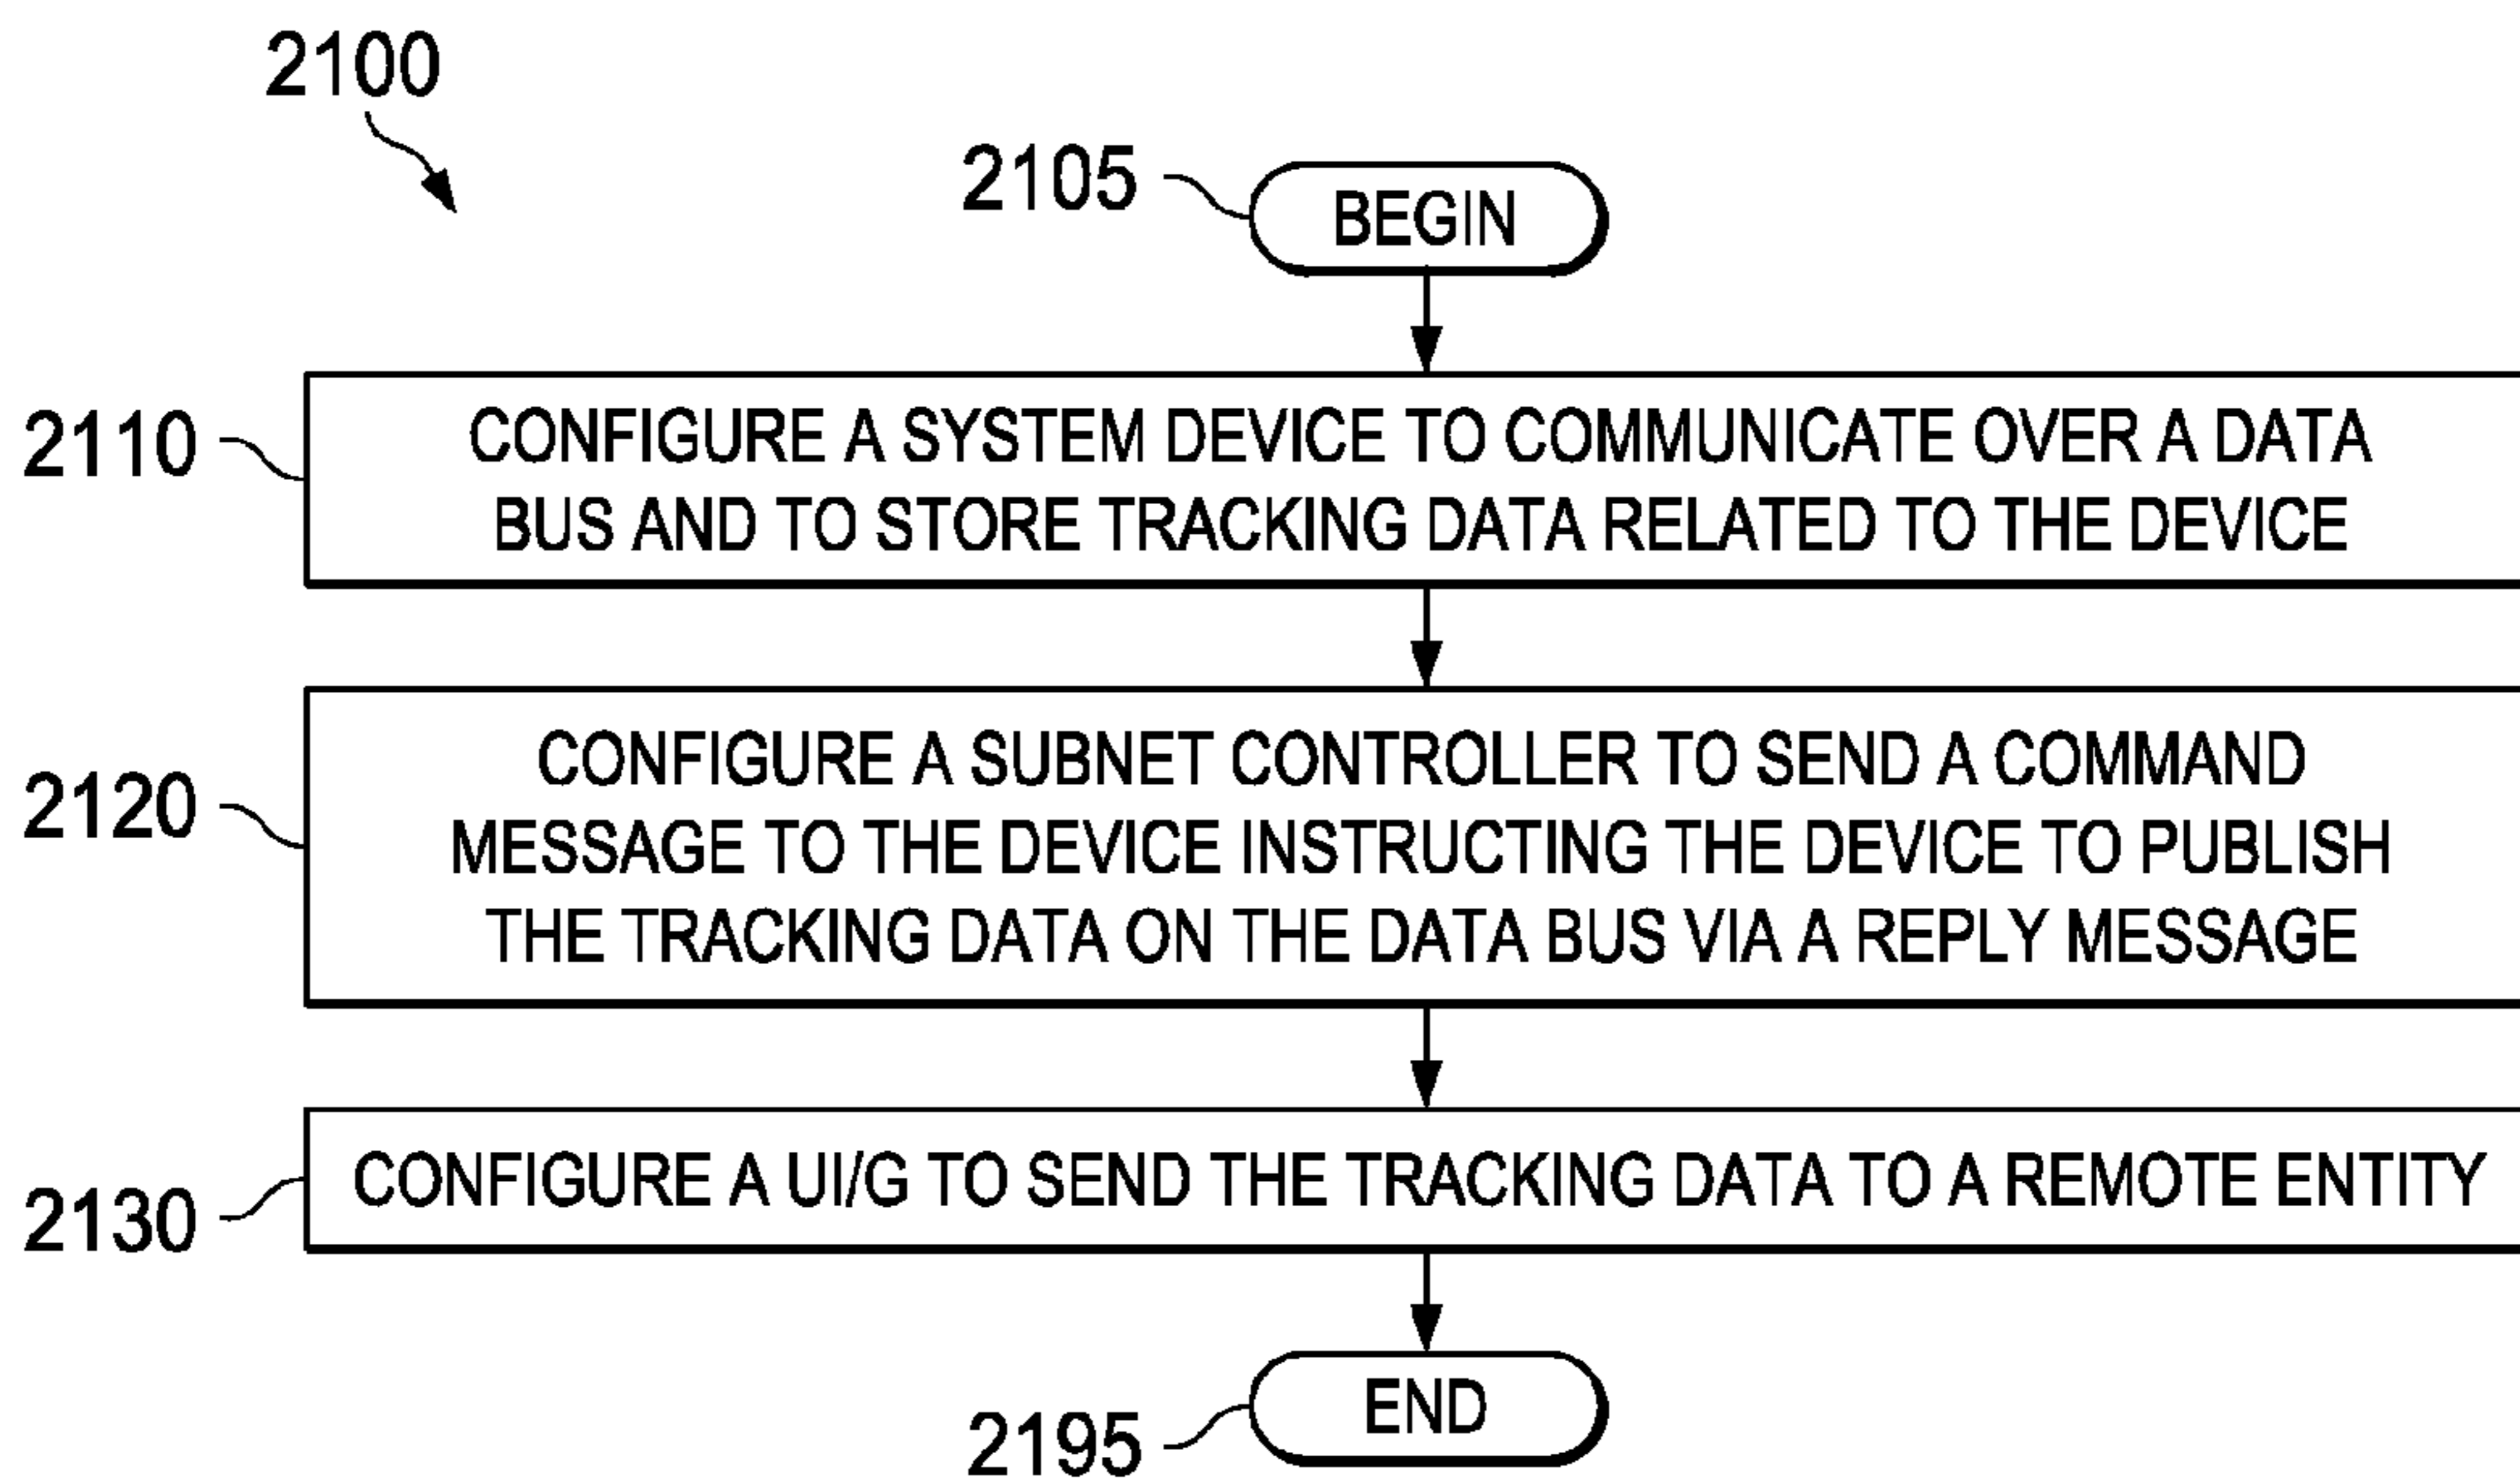 2100
2105
BEGIN
2110
CONFIGURE A SYSTEM DEVICE TO COMMUNICATE OVER A DATA
BUS AND TO STORE TRACKING DATA RELATED TO THE DEVICE
2120
CONFIGURE A SUBNET CONTROLLER TO SEND A COMMAND
MESSAGE TO THE DEVICE INSTRUCTING THE DEVICE TO PUBLISH
THE TRACKING DATA ON THE DATA BUS VIA A REPLY MESSAGE
2130
CONFIGURE A UI/G TO SEND THE TRACKING DATA TO A REMOTE ENTITY
END
2195